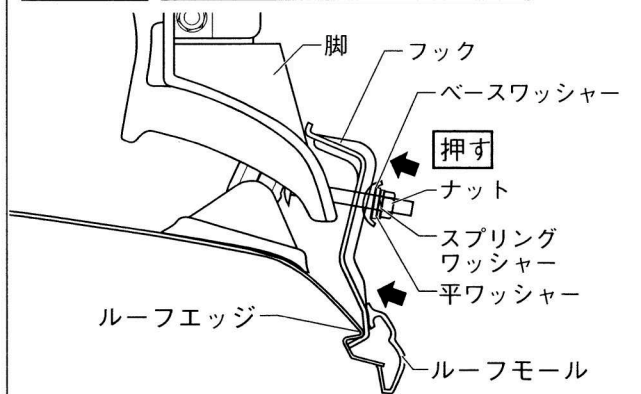 脚
フック
ベースワッシャー
押す
ナット
スプリング
ワッシャー
平ワッシャー
ルーフエッジ
ルーフモール